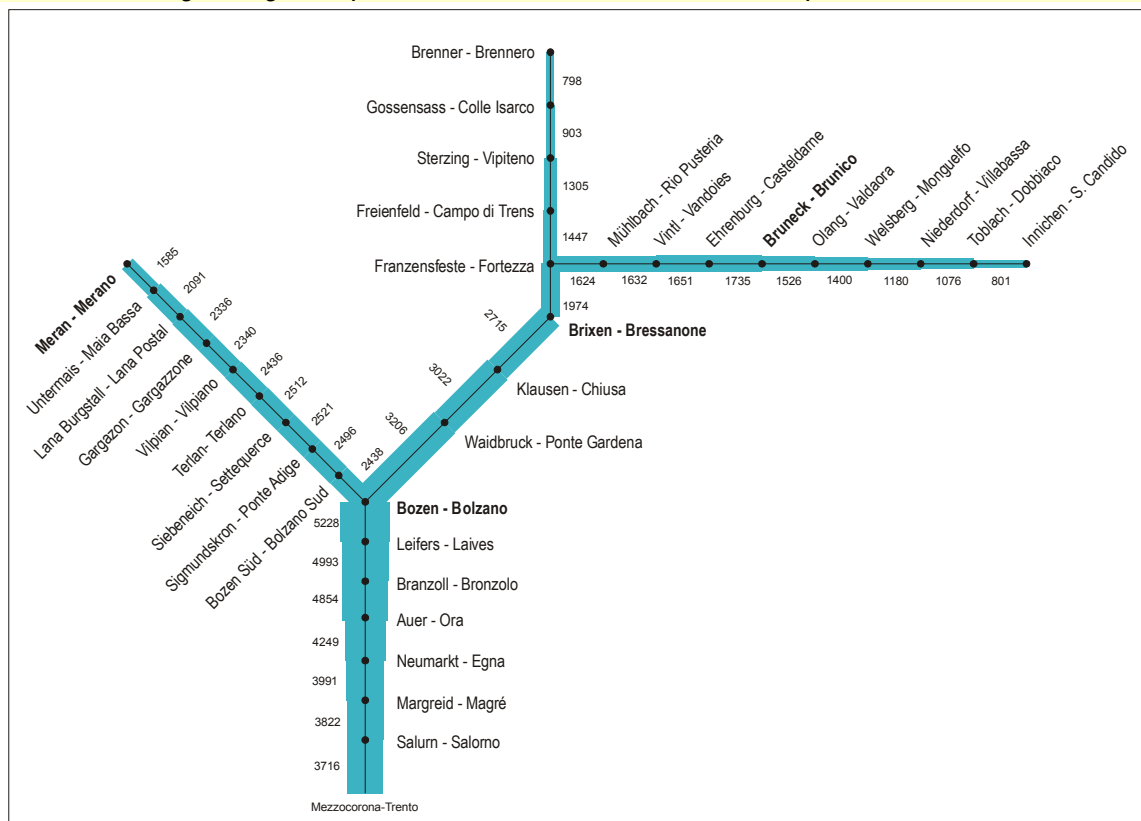 Brenner - Brennero
798
Gossensass - Colle Isarco
903
Sterzing - Vipiteno
1305
Freienfeld - Campo di Trens
1447
Franzensfeste - Fortezza
Mühlbach - Rio Pusteria
Vintl - Vandoies
Ehrenburg - Casteldarne
Bruneck - Brunico
Olang - Valdaora
Welsberg - Monguelfo
Niederdorf - Villabassa
Toblach - Dobbiaco
Innichen - S. Candido
1624
1632
1651
1735
1526
1400
1180
1076
801
1974
Brixen - Bressanone
2715
Klausen - Chiusa
3022
Waidbruck - Ponte Gardena
3206
Meran - Merano
1585
Untermais - Maia Bassa
2091
Lana Burgstall - Lana Postal
2336
Gargazon - Gargazzone
2340
Vilpian - Vilpiano
2436
Terlan- Terlano
2512
Siebeneich - Settequerce
2521
Sigmundskron - Ponte Adige
2496
Bozen Süd - Bolzano Sud
2438
Bozen - Bolzano
5228
Leifers - Laives
4993
Branzoll - Bronzolo
4854
Auer - Ora
4249
Neumarkt - Egna
3991
Margreid - Magré
3822
Salurn - Salorno
3716
Mezzocorona-Trento